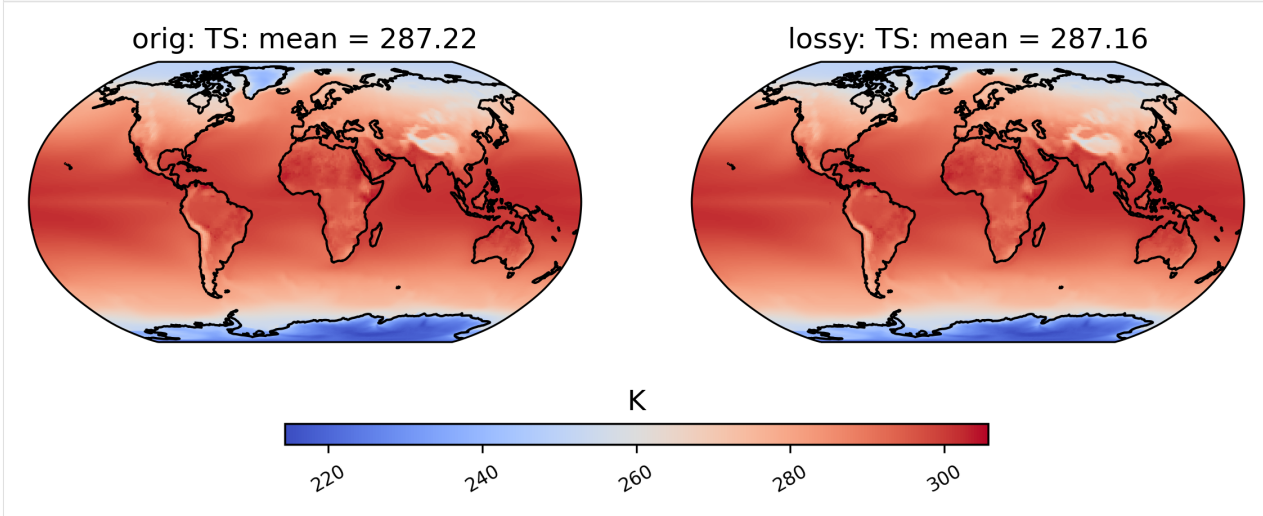 orig: TS: mean = 287.22
lossy: TS: mean = 287.16
K
220
240
260
280
300